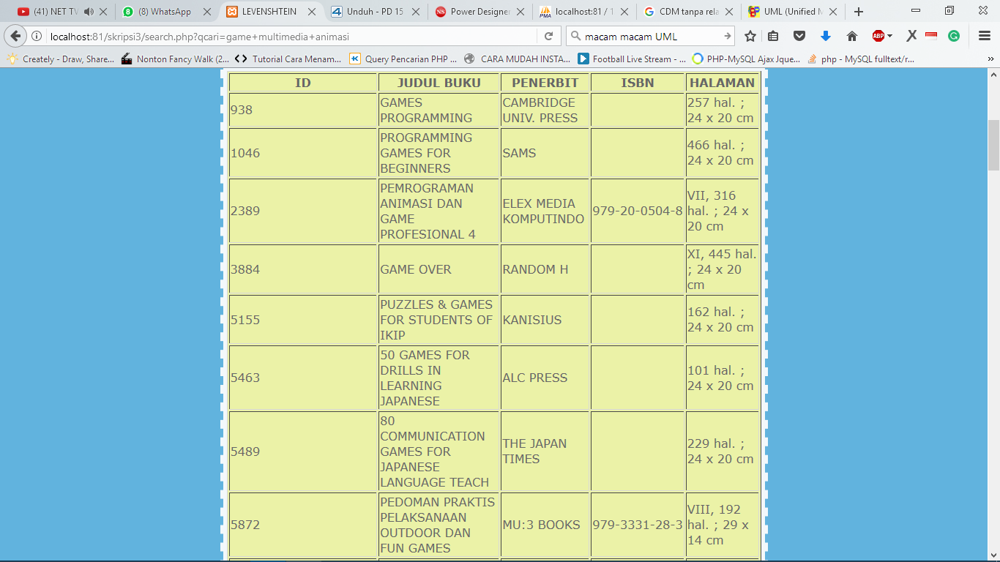 (41) NET TV
(8) WhatsApp
LEVENSHTEIN
Unduh - PD 15
Power Designer
localhost:81 / 1
CDM tanpa rela
UML (Unified M
localhost:81/skripsi3/search.php?qcari=game+multimedia+animasi
macam macam UML
Creately - Draw, Share...
Nonton Fancy Walk (2...
Tutorial Cara Menam...
Query Pencarian PHP ...
CARA MUDAH INSTA...
Football Live Stream - ...
PHP-MySQL Ajax Jque...
php - MySQL fulltext/r...
ID JUDUL BUKU PENERBIT ISBN HALAMAN
938
GAMES
PROGRAMMING
CAMBRIDGE
UNIV. PRESS
257 hal. ;
24 x 20 cm
1046
PROGRAMMING
GAMES FOR
BEGINNERS
SAMS
466 hal. ;
24 x 20 cm
2389
PEMROGRAMAN
ANIMASI DAN
GAME
PROFESIONAL 4
ELEX MEDIA
KOMPUTINDO
979-20-0504-8
VII, 316
hal. ; 24 x
20 cm
3884
GAME OVER
RANDOM H
XI, 445 hal.
; 24 x 20
cm
5155
PUZZLES & GAMES
FOR STUDENTS OF
IKIP
KANISIUS
162 hal. ;
24 x 20 cm
5463
50 GAMES FOR
DRILLS IN
LEARNING
JAPANESE
ALC PRESS
101 hal. ;
24 x 20 cm
5489
80
COMMUNICATION
GAMES FOR
JAPANESE
LANGUAGE TEACH
THE JAPAN
TIMES
229 hal. ;
24 x 20 cm
5872
PEDOMAN PRAKTIS
PELAKSANAAN
OUTDOOR DAN
FUN GAMES
MU:3 BOOKS
979-3331-28-3
VIII, 192
hal. ; 29 x
14 cm